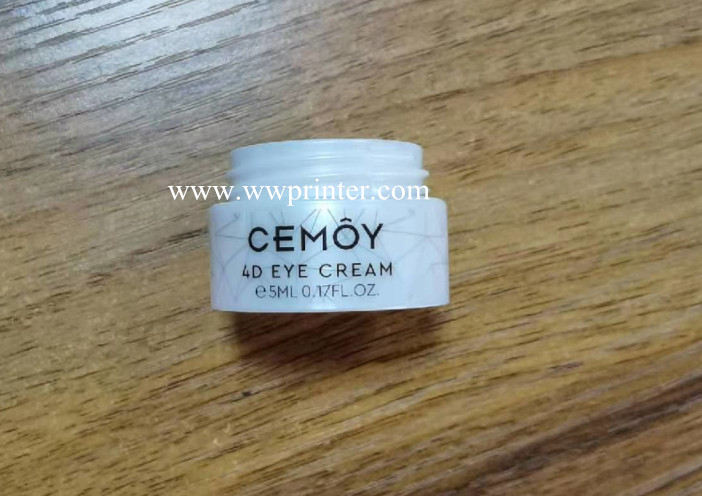 www.wwprinter.com
CEMÔY
4D EYE CREAM
℮5ML 0.17FL.OZ.